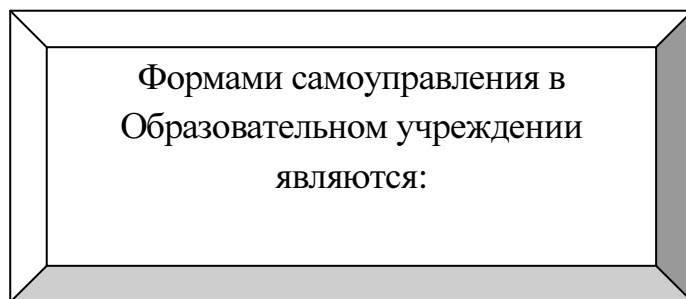 Формами самоуправления в
Образовательном учреждении
являются: